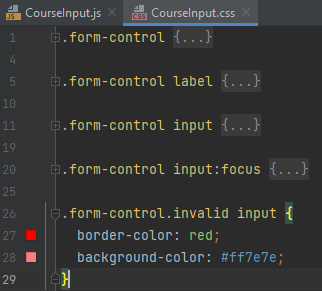 CourseInput.js CourseInput.css
1 .form-control {...}
4
5 .form-control label {...}
10
11 .form-control input {...}
19
20 .form-control input:focus {...}
25
26 .form-control.invalid input {
27 border-color: red;
28 background-color: #ff7e7e;
29 }